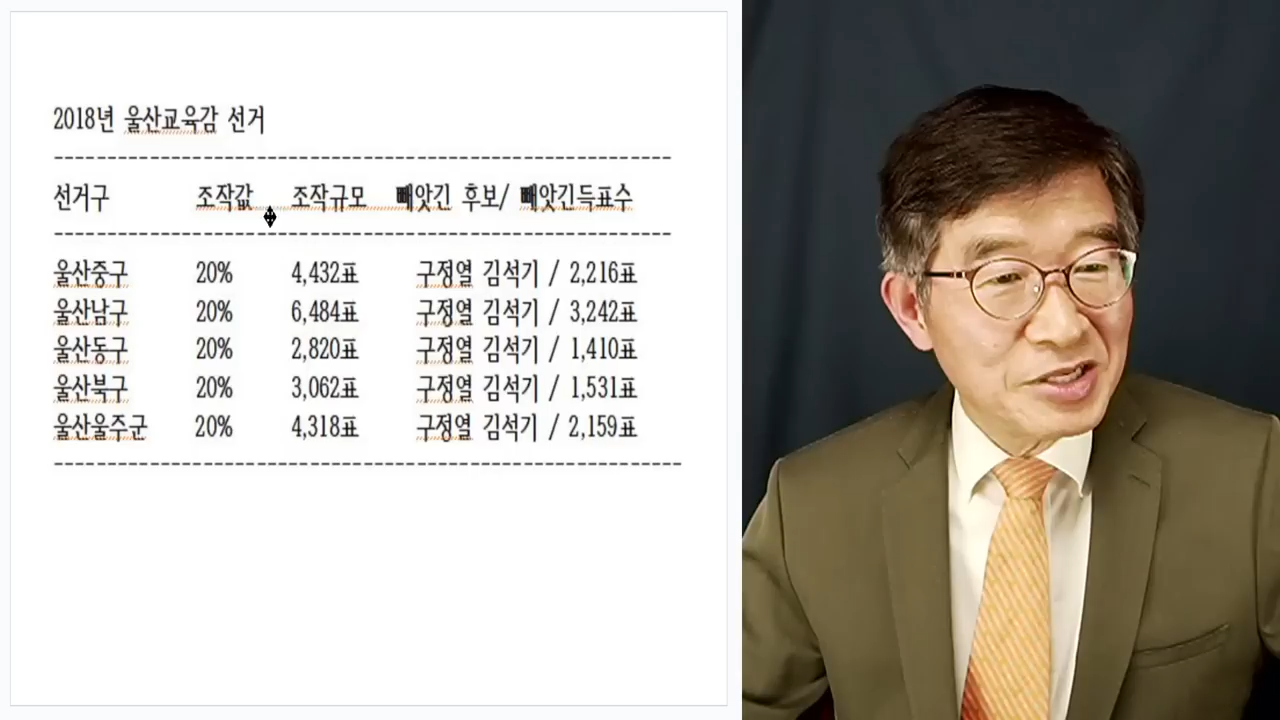 2018년 울산교육감 선거
선거구 조작값 조작규모 빼앗긴 후보/ 빼앗긴득표수
울산중구 20% 4,432표 구정열 김석기 / 2,216표
울산남구 20% 6,484표 구정열 김석기 / 3,242표
울산동구 20% 2,820표 구정열 김석기 / 1,410표
울산북구 20% 3,062표 구정열 김석기 / 1,531표
울산울주군 20% 4,318표 구정열 김석기 / 2,159표